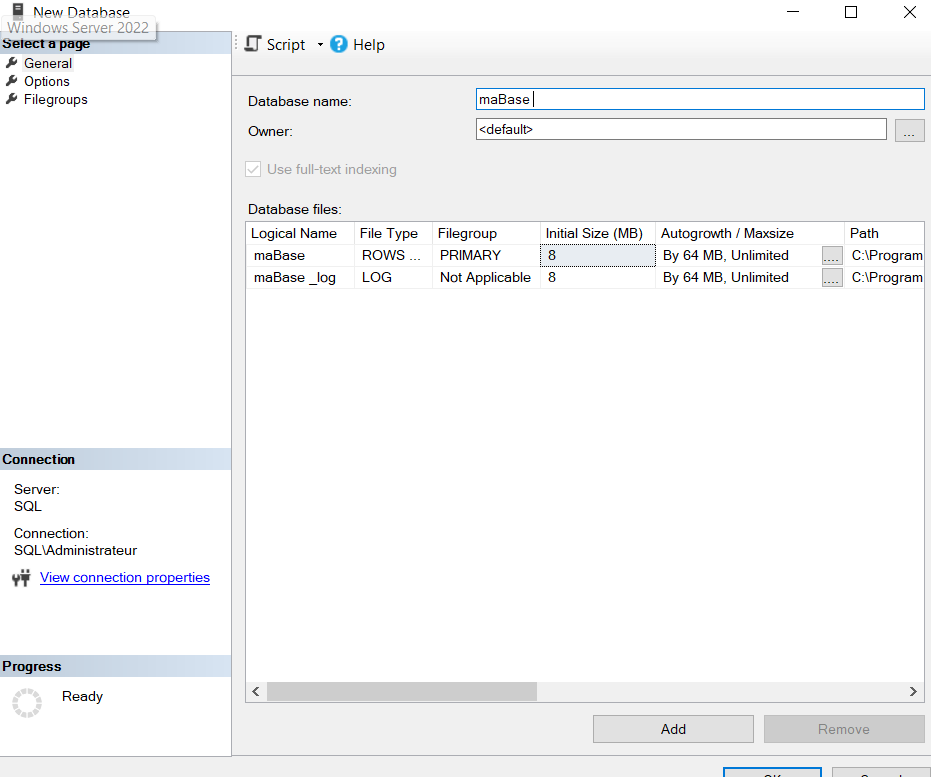 New Database
Windows Server 2022
Select a page
General
Options
Filegroups
Script
Help
Database name:
maBase
Owner:
<default>
...
Use full-text indexing
Database files:
Logical Name File Type Filegroup Initial Size (MB) Autogrowth / Maxsize Path
maBase ROWS ... PRIMARY 8 By 64 MB, Unlimited .... C:\Program
maBase _log LOG Not Applicable 8 By 64 MB, Unlimited .... C:\Program
Connection
Server:
SQL
Connection:
SQL\Administrateur
View connection properties
Progress
Ready
Add
Remove